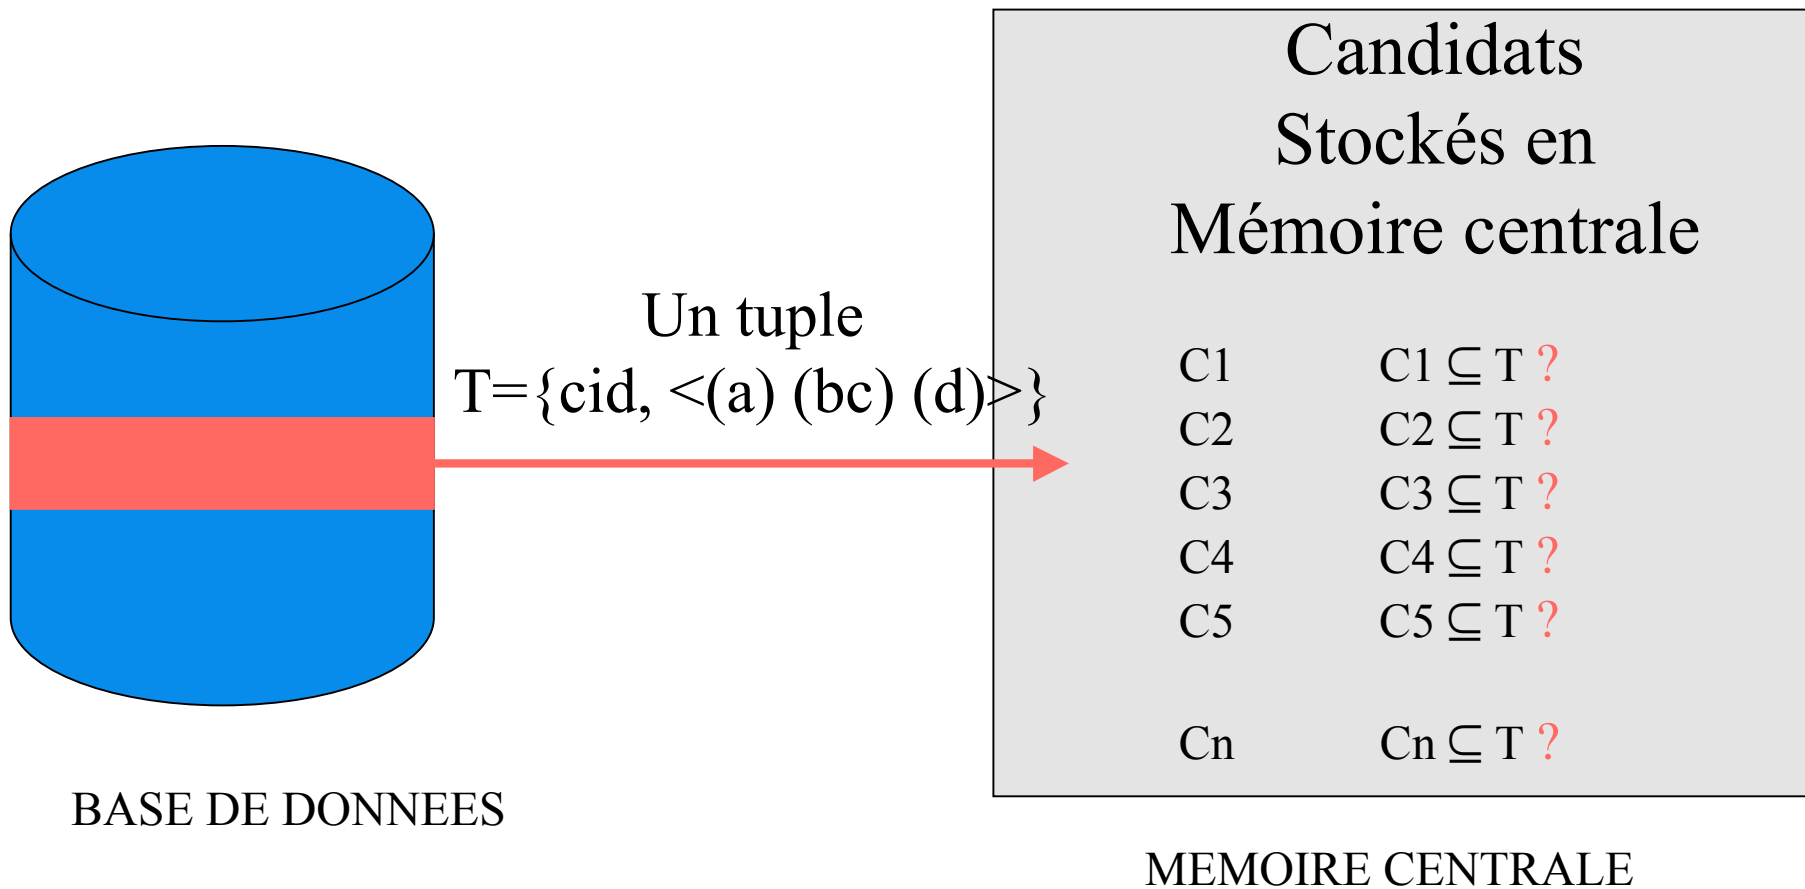 Candidats
Stockés en
Mémoire centrale
Un tuple
T={cid, <(a) (bc) (d)>}
C1 C1 ⊆ T ?
C2 C2 ⊆ T ?
C3 C3 ⊆ T ?
C4 C4 ⊆ T ?
C5 C5 ⊆ T ?
Cn Cn ⊆ T ?
BASE DE DONNEES
MEMOIRE CENTRALE